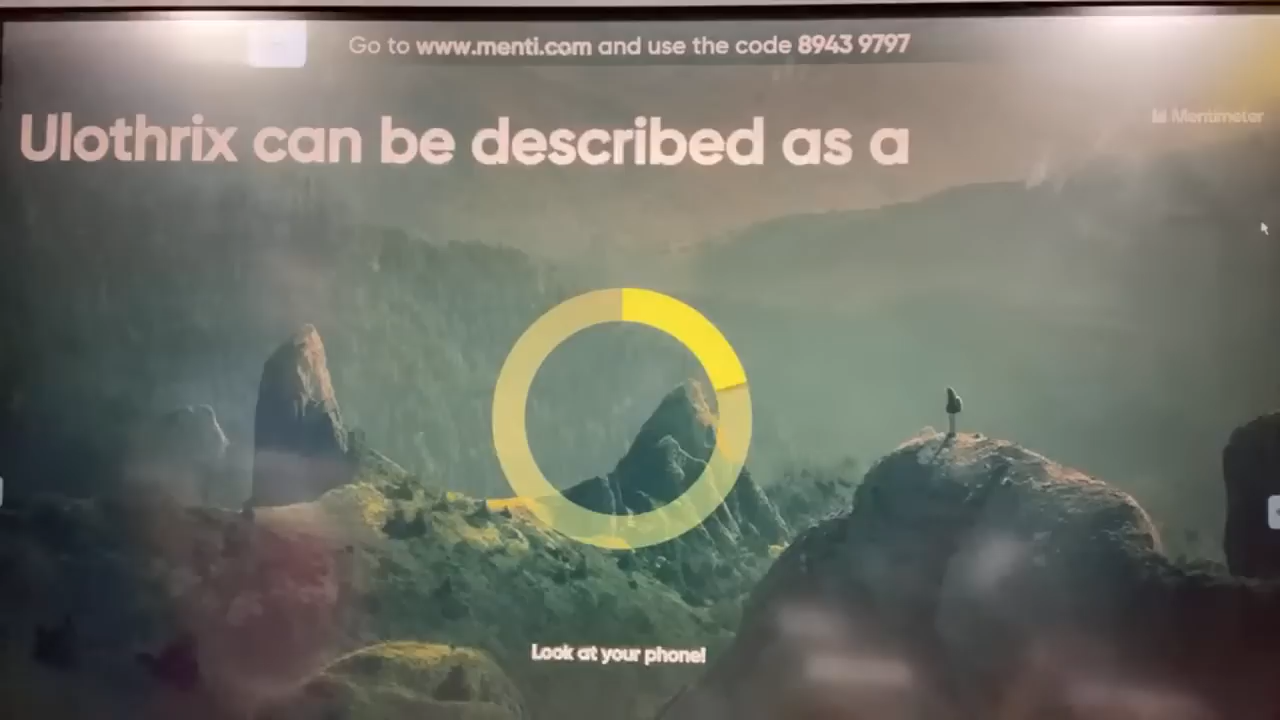 Go to www.menti.com and use the code 8943 9797
Mentimeter
Ulothrix can be described as a
Look at your phone!